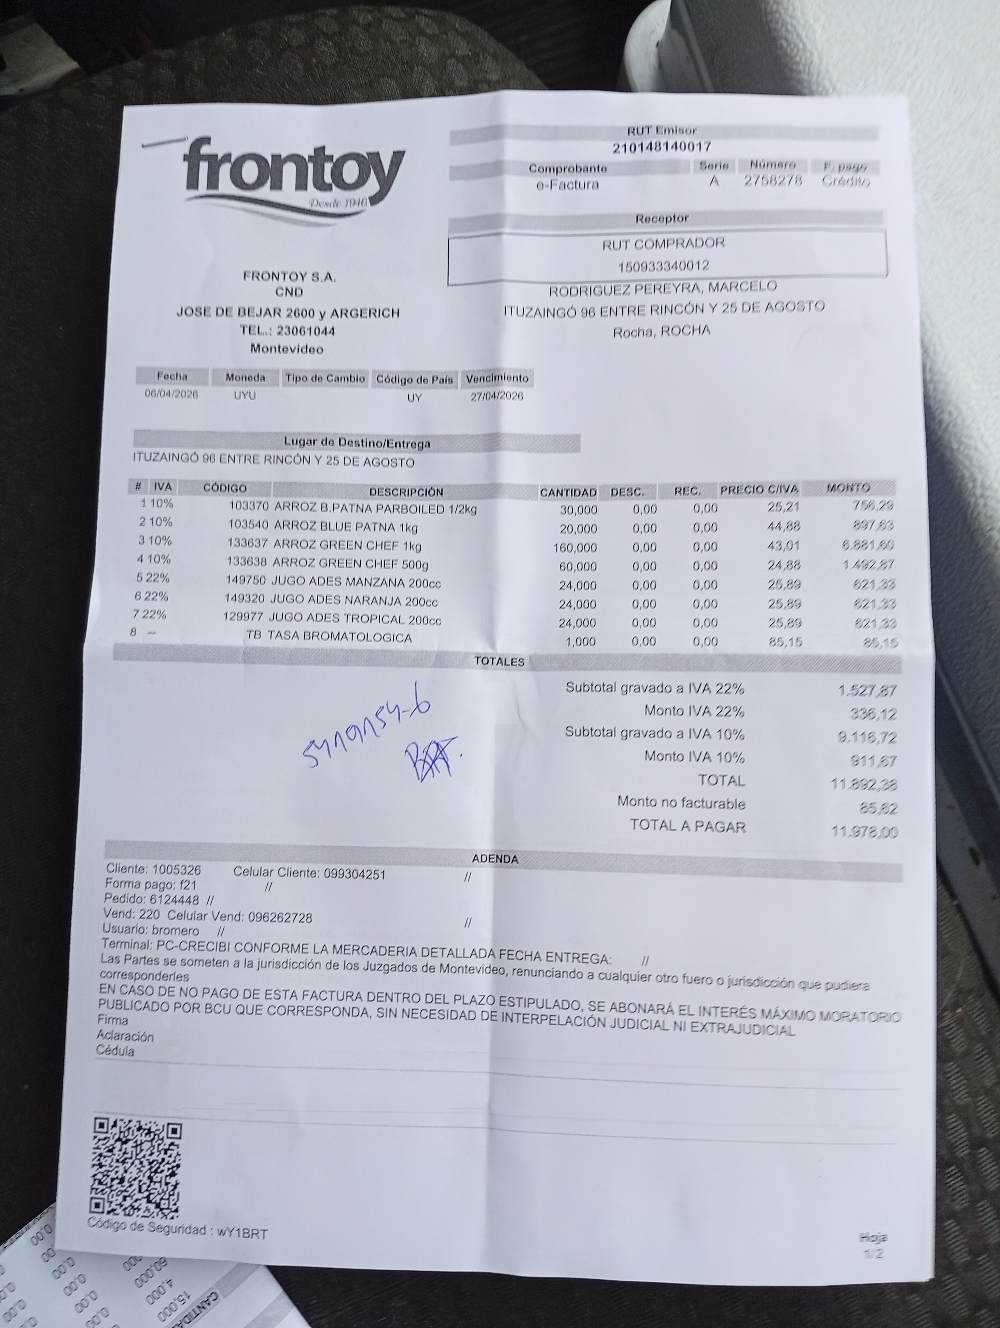 frontoy
Desde 1946
RUT Emisor
210148140017
Comprobante Serie Número F. pago
e-Factura A 2758278 Crédito
Receptor
RUT COMPRADOR
150933340012
RODRIGUEZ PEREYRA, MARCELO
ITUZAINGÓ 96 ENTRE RINCÓN Y 25 DE AGOSTO
Rocha, ROCHA
FRONTOY S.A.
CND
JOSE DE BEJAR 2600 y ARGERICH
TEL.: 23061044
Montevideo
Fecha Moneda Tipo de Cambio Código de País Vencimiento
06/04/2026 UYU UY 27/04/2026
Lugar de Destino/Entrega
ITUZAINGÓ 96 ENTRE RINCÓN Y 25 DE AGOSTO
# IVA CÓDIGO DESCRIPCIÓN CANTIDAD DESC. REC. PRECIO C/IVA MONTO
1 10% 103370 ARROZ B.PATNA PARBOILED 1/2kg 30,000 0,00 0,00 25,21 756,29
2 10% 103540 ARROZ BLUE PATNA 1kg 20,000 0,00 0,00 44,88 897,63
3 10% 133637 ARROZ GREEN CHEF 1kg 160,000 0,00 0,00 43,01 6.881,60
4 10% 133638 ARROZ GREEN CHEF 500g 60,000 0,00 0,00 24,88 1.492,87
5 22% 149750 JUGO ADES MANZANA 200cc 24,000 0,00 0,00 25,89 621,33
6 22% 149320 JUGO ADES NARANJA 200cc 24,000 0,00 0,00 25,89 621,33
7 22% 129977 JUGO ADES TROPICAL 200cc 24,000 0,00 0,00 25,89 621,33
8 -- TB TASA BROMATOLOGICA 1,000 0,00 0,00 85,15 85,15
TOTALES
Subtotal gravado a IVA 22% 1.527,87
Monto IVA 22% 336,12
Subtotal gravado a IVA 10% 9.116,72
Monto IVA 10% 911,67
TOTAL 11.892,38
Monto no facturable 85,62
TOTAL A PAGAR 11.978,00
ADENDA
Cliente: 1005326 Celular Cliente: 099304251 //
Forma pago: f21 //
Pedido: 6124448 //
Vend: 220 Celular Vend: 096262728 //
Usuario: bromero //
Terminal: PC-CRECIBI CONFORME LA MERCADERIA DETALLADA FECHA ENTREGA: //
Las Partes se someten a la jurisdicción de los Juzgados de Montevideo, renunciando a cualquier otro fuero o jurisdicción que pudiera
corresponderles
EN CASO DE NO PAGO DE ESTA FACTURA DENTRO DEL PLAZO ESTIPULADO, SE ABONARÁ EL INTERÉS MÁXIMO MORATORIO
PUBLICADO POR BCU QUE CORRESPONDA, SIN NECESIDAD DE INTERPELACIÓN JUDICIAL NI EXTRAJUDICIAL
Firma
Aclaración
Cédula
Código de Seguridad : wY1BRT
Hoja
1/2